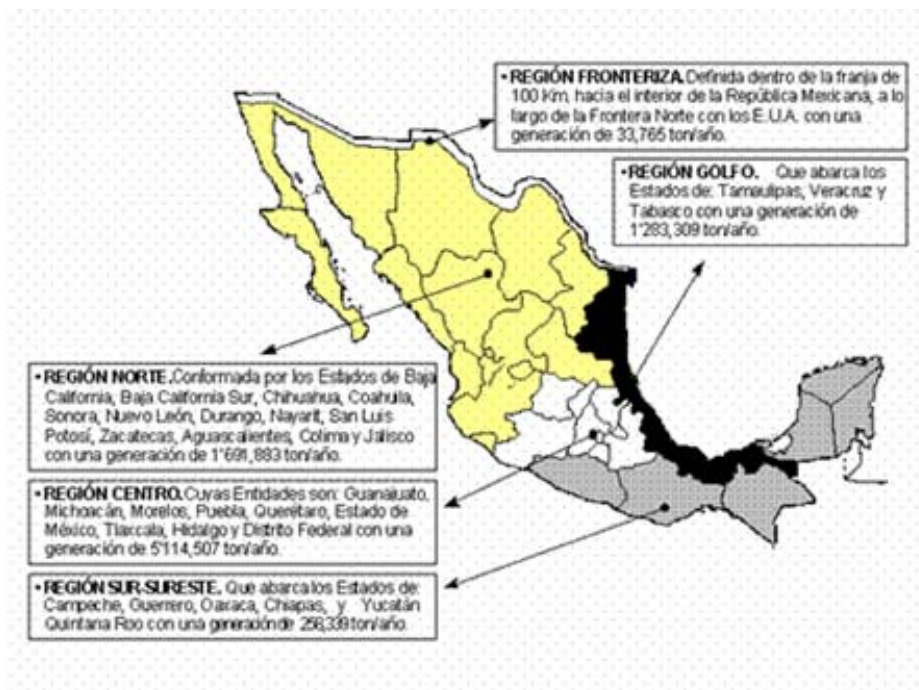 • REGIÓN FRONTERIZA. Definida dentro de la franja de
100 Km. hacia el interior de la República Mexicana, a lo
largo de la Frontera Norte con los E.U.A. con una
generación de 33,765 ton/año.
• REGIÓN GOLFO. Que abarca los
Estados de: Tamaulipas, Veracruz y
Tabasco con una generación de
1'283,309 ton/año.
• REGIÓN NORTE. Conformada por los Estados de Baja
California, Baja California Sur, Chihuahua, Coahuila,
Sonora, Nuevo León, Durango, Nayarit, San Luis
Potosí, Zacatecas, Aguascalientes, Colima y Jalisco
con una generación de 1'691,883 ton/año.
• REGIÓN CENTRO. Cuyas Entidades son: Guanajuato,
Michoacán, Morelos, Puebla, Querétaro, Estado de
México, Tlaxcala, Hidalgo y Distrito Federal con una
generación de 5'114,507 ton/año.
• REGIÓN SUR-SURESTE. Que abarca los Estados de:
Campeche, Guerrero, Oaxaca, Chiapas, y Yucatán
Quintana Roo con una generación de 258,339 ton/año.